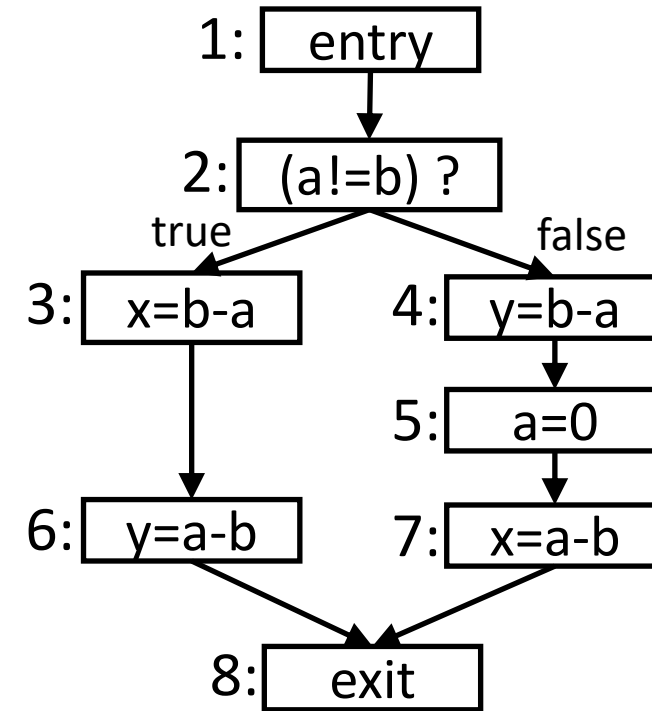 1: entry
2: (a!=b) ?
true false
3: x=b-a 4: y=b-a
5: a=0
6: y=a-b 7: x=a-b
8: exit